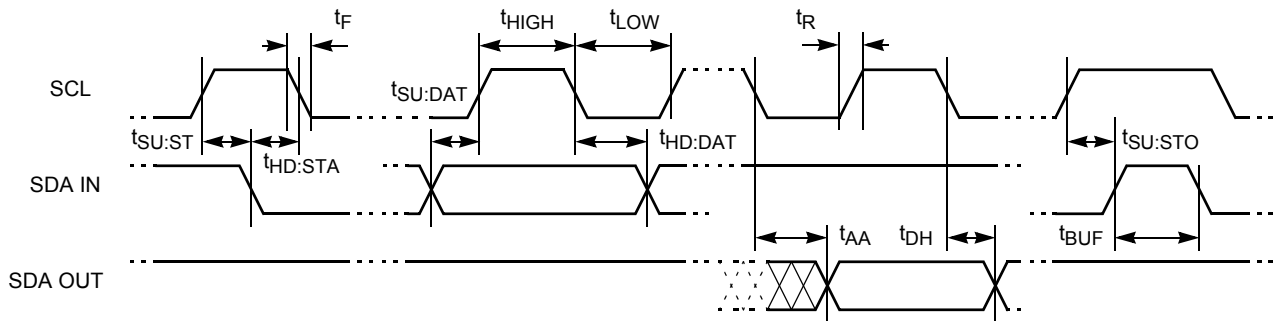 tF
tHIGH
tLOW
tR
SCL
tSU:DAT
tSU:ST
tHD:STA
tHD:DAT
tSU:STO
SDA IN
tAA
tDH
tBUF
SDA OUT